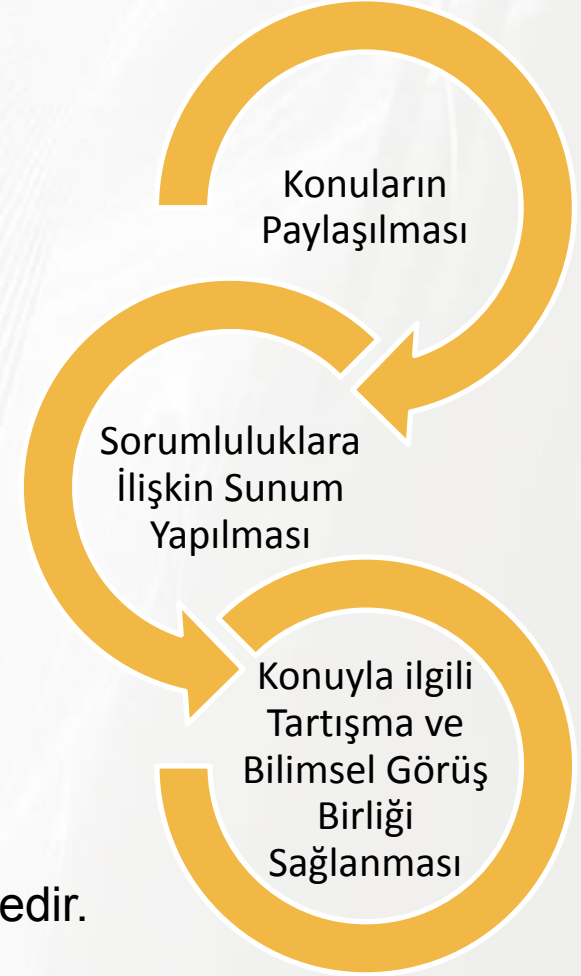 Konuların
Paylaşılması
Sorumluluklara
İlişkin Sunum
Yapılması
Konuyla ilgili
Tartışma ve
Bilimsel Görüş
Birliği
Sağlanması
edir.